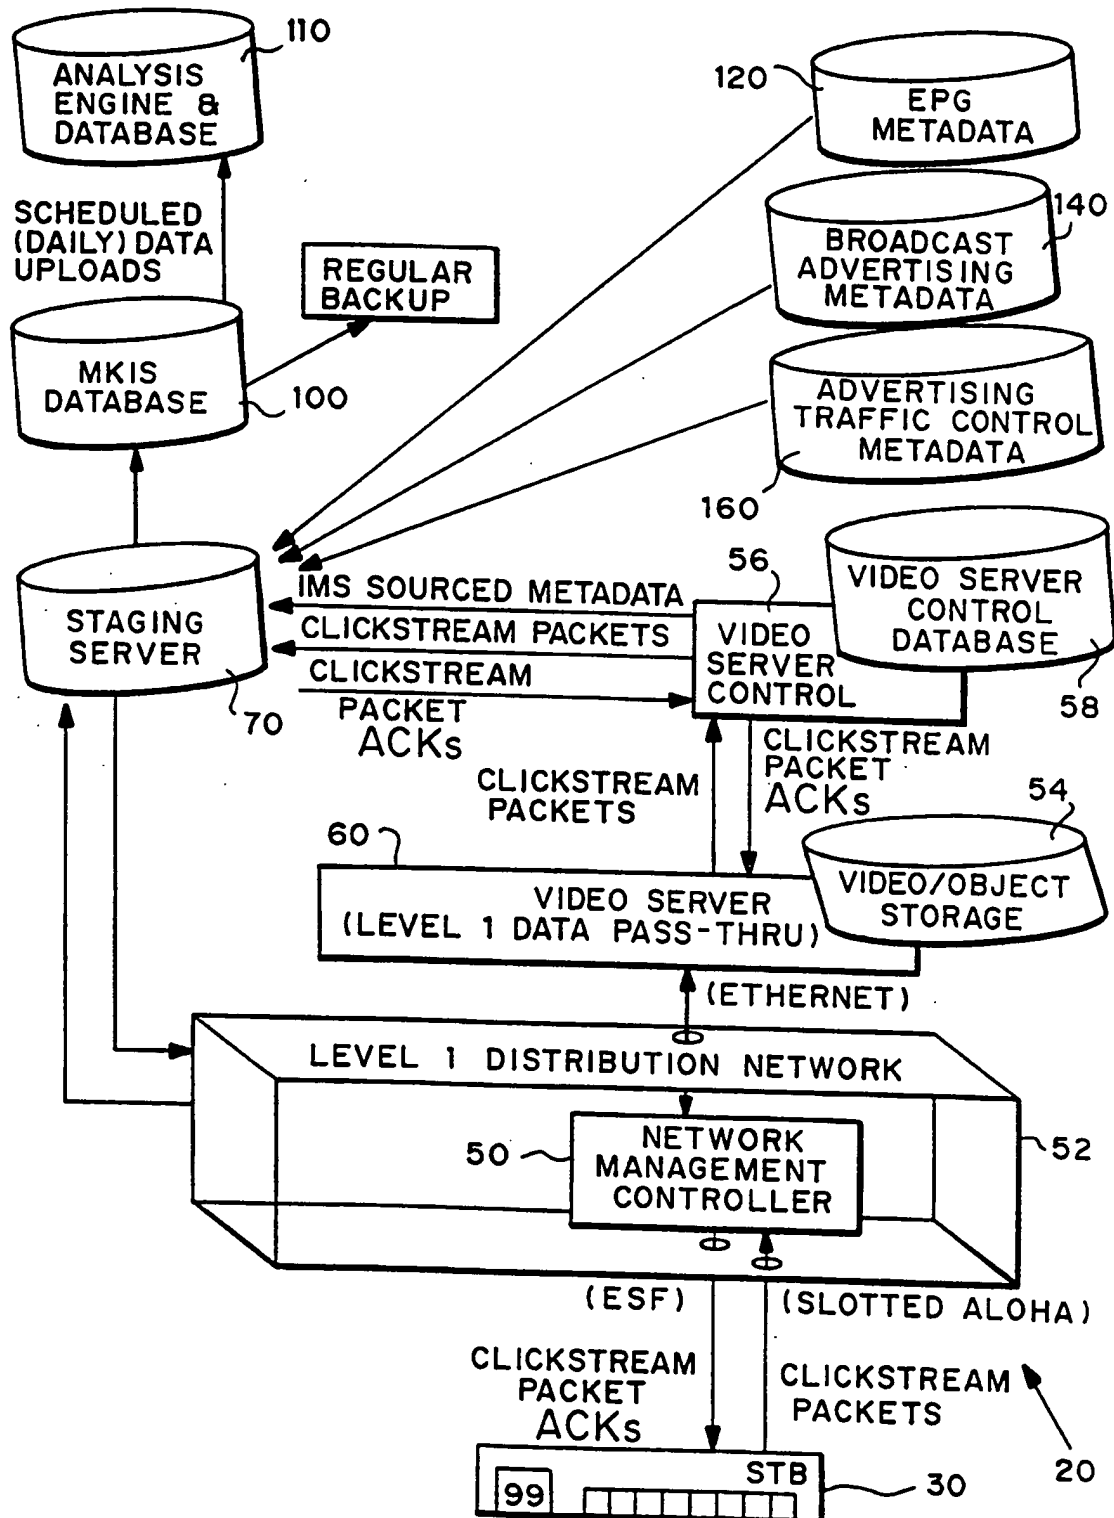 110
ANALYSIS
ENGINE &
DATABASE
120
EPG
METADATA
SCHEDULED
(DAILY) DATA
UPLOADS
REGULAR
BACKUP
140
BROADCAST
ADVERTISING
METADATA
MKIS
DATABASE
100
ADVERTISING
TRAFFIC CONTROL
METADATA
160
STAGING
SERVER
70
IMS SOURCED METADATA
CLICKSTREAM PACKETS
CLICKSTREAM
PACKET
ACKs
56
VIDEO
SERVER
CONTROL
VIDEO SERVER
CONTROL
DATABASE
58
CLICKSTREAM
PACKETS
CLICKSTREAM
PACKET
ACKs
54
VIDEO/OBJECT
STORAGE
60
VIDEO SERVER
(LEVEL 1 DATA PASS-THRU)
(ETHERNET)
LEVEL 1 DISTRIBUTION NETWORK
50
NETWORK
MANAGEMENT
CONTROLLER
52
(ESF)
(SLOTTED ALOHA)
CLICKSTREAM
PACKET
ACKs
CLICKSTREAM
PACKETS
20
STB
99
30